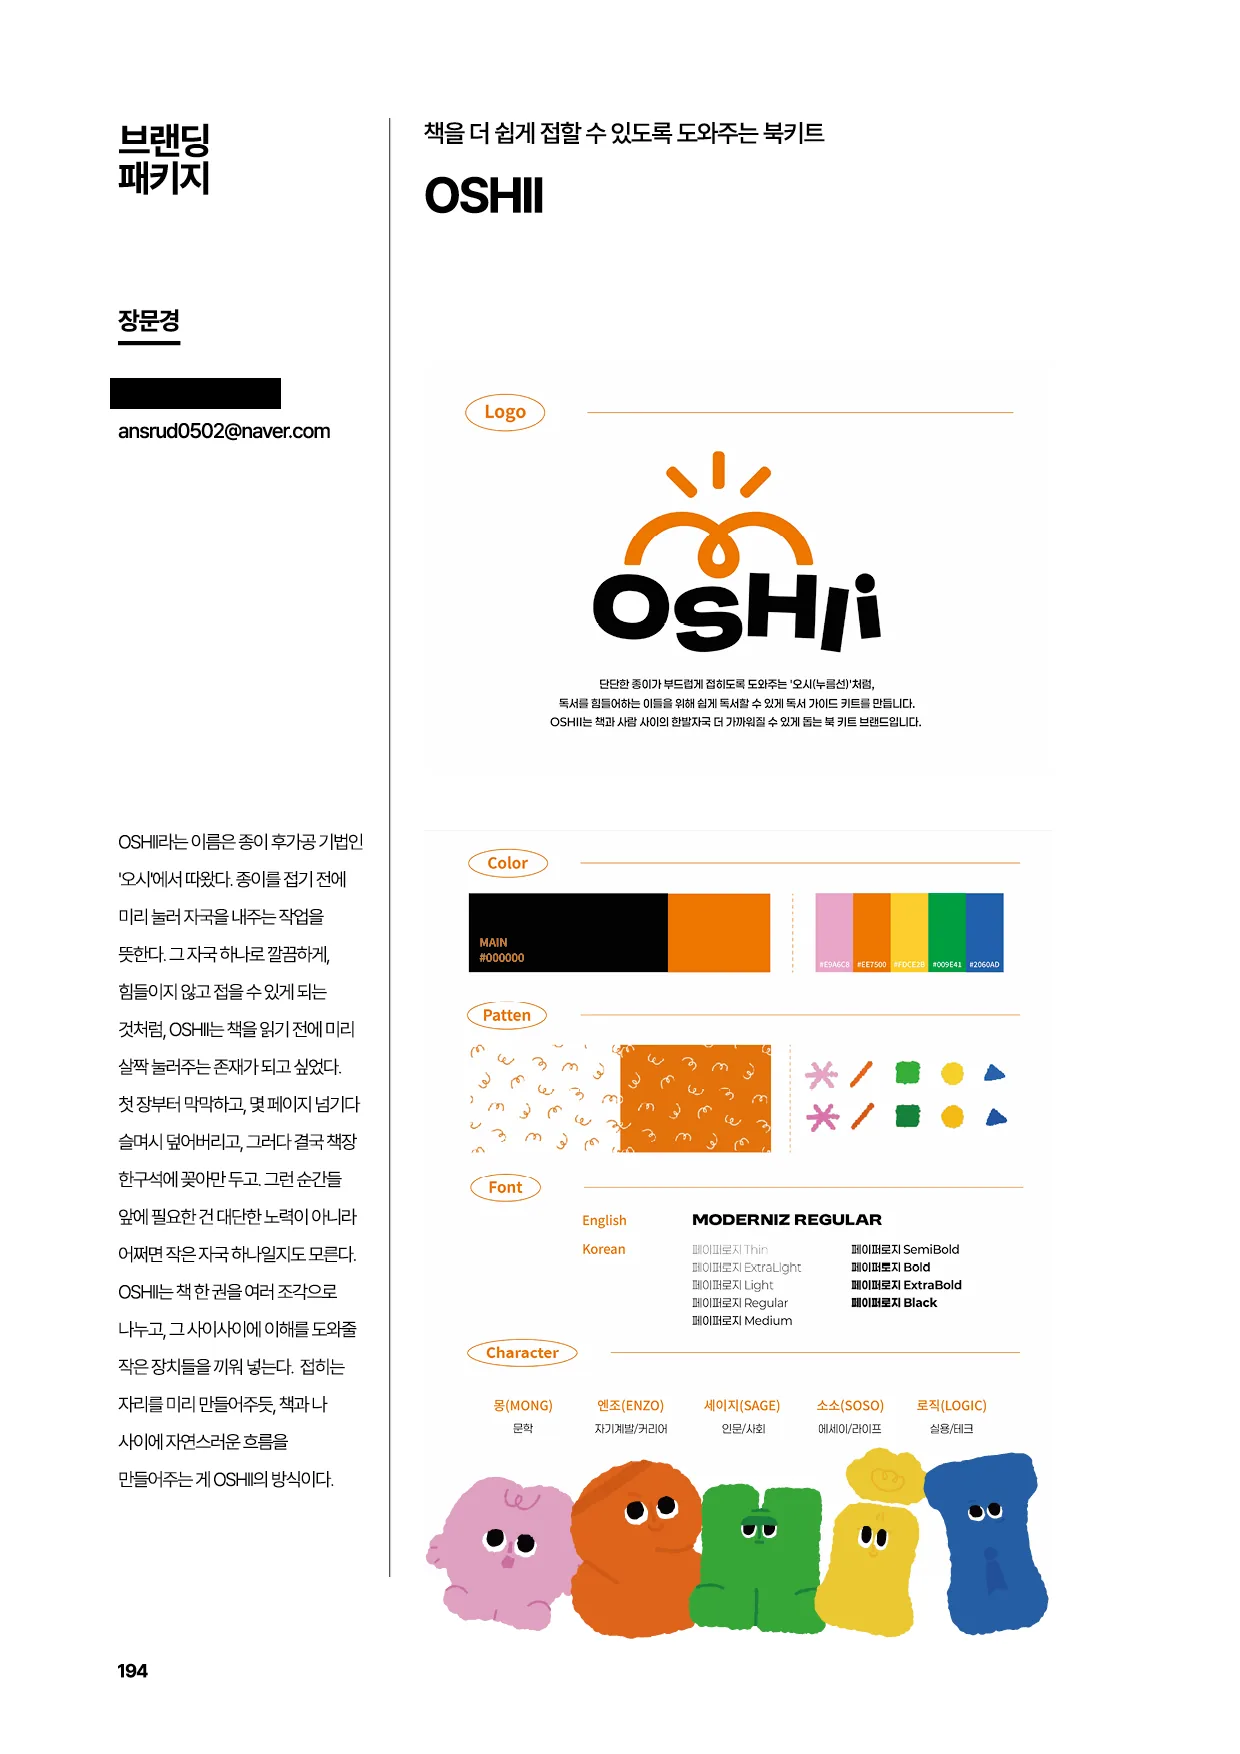 브랜딩
패키지
장문경
ansrud0502@naver.com
OSHII라는 이름은 종이 후가공 기법인
'오시'에서 따왔다. 종이를 접기 전에
미리 눌러 자국을 내주는 작업을
뜻한다. 그 자국 하나로 깔끔하게,
힘들이지 않고 접을 수 있게 되는
것처럼, OSHII는 책을 읽기 전에 미리
살짝 눌러주는 존재가 되고 싶었다.
첫 장부터 막막하고, 몇 페이지 넘기다
슬며시 덮어버리고, 그러다 결국 책장
한구석에 꽂아만 두고. 그런 순간들
앞에 필요한 건 대단한 노력이 아니라
어쩌면 작은 자국 하나일지도 모른다.
OSHII는 책 한 권을 여러 조각으로
나누고, 그 사이사이에 이해를 도와줄
작은 장치들을 끼워 넣는다. 접히는
자리를 미리 만들어주듯, 책과 나
사이에 자연스러운 흐름을
만들어주는 게 OSHII의 방식이다.
194
책을 더 쉽게 접할 수 있도록 도와주는 북키트
OSHII
Logo
OSHIi
단단한 종이가 부드럽게 접히도록 도와주는 '오시(누름선)'처럼,
독서를 힘들어하는 이들을 위해 쉽게 독서할 수 있게 독서 가이드 키트를 만듭니다.
OSHII는 책과 사람 사이의 한발자국 더 가까워질 수 있게 돕는 북 키트 브랜드입니다.
Color
MAIN
#000000
#E9A6C8 #EE7500 #FDCE2B #009E41 #2060AD
Patten
Font
English MODERNIZ REGULAR
Korean 페이퍼로지 Thin 페이퍼로지 SemiBold
페이퍼로지 ExtraLight 페이퍼로지 Bold
페이퍼로지 Light 페이퍼로지 ExtraBold
페이퍼로지 Regular 페이퍼로지 Black
페이퍼로지 Medium
Character
몽(MONG) 엔조(ENZO) 세이지(SAGE) 소소(SOSO) 로직(LOGIC)
문학 자기계발/커리어 인문/사회 에세이/라이프 실용/테크